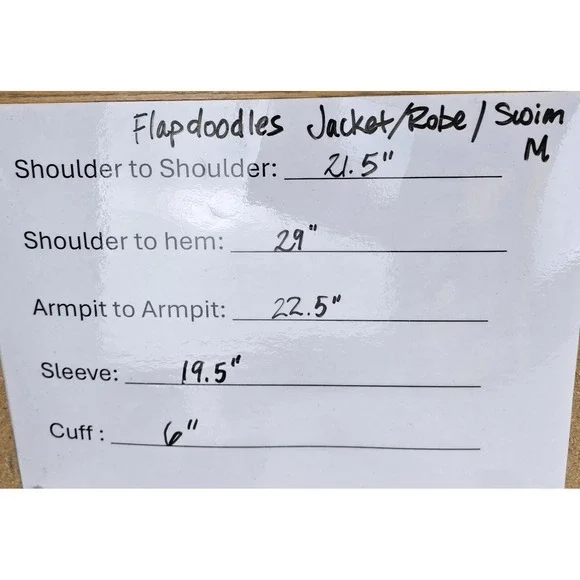 Flapdoodles Jacket/Robe/Swim
M
Shoulder to Shoulder: 21.5"
Shoulder to hem: 29"
Armpit to Armpit: 22.5"
Sleeve: 19.5"
Cuff : 6"